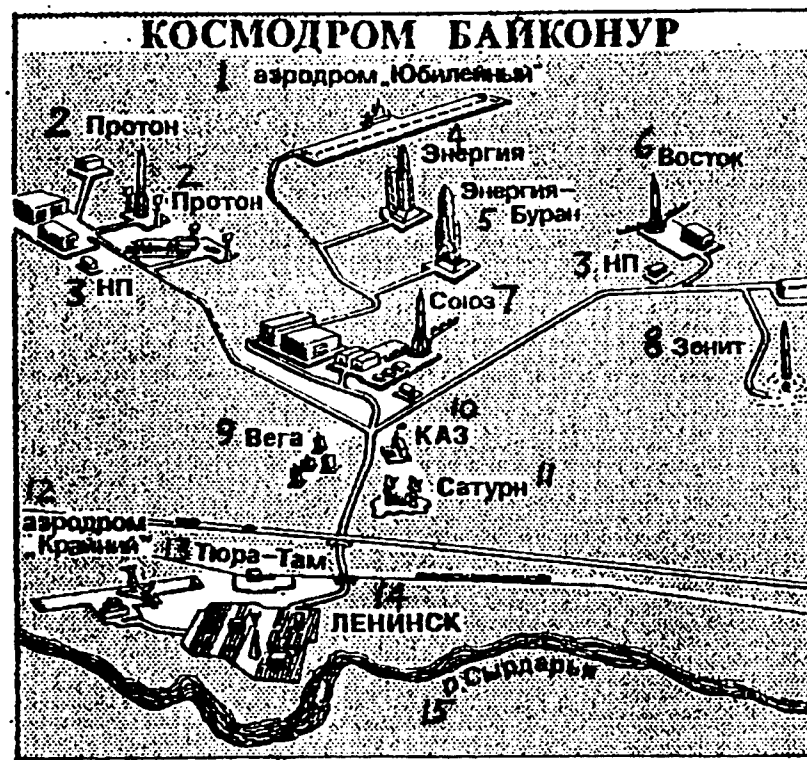 КОСМОДРОМ БАЙКОНУР
1 аэродром „Юбилейный"
2 Протон
4
Энергия
6 Восток
2
Протон
Энергия–
Буран
5
3 НП
3 НП
Союз 7
8 Зенит
9 Вега
10
КАЗ
Сатурн 11
12
аэродром
„Крайний"
13 Тюра–Там
14
ЛЕНИНСК
15 р.Сырдарья